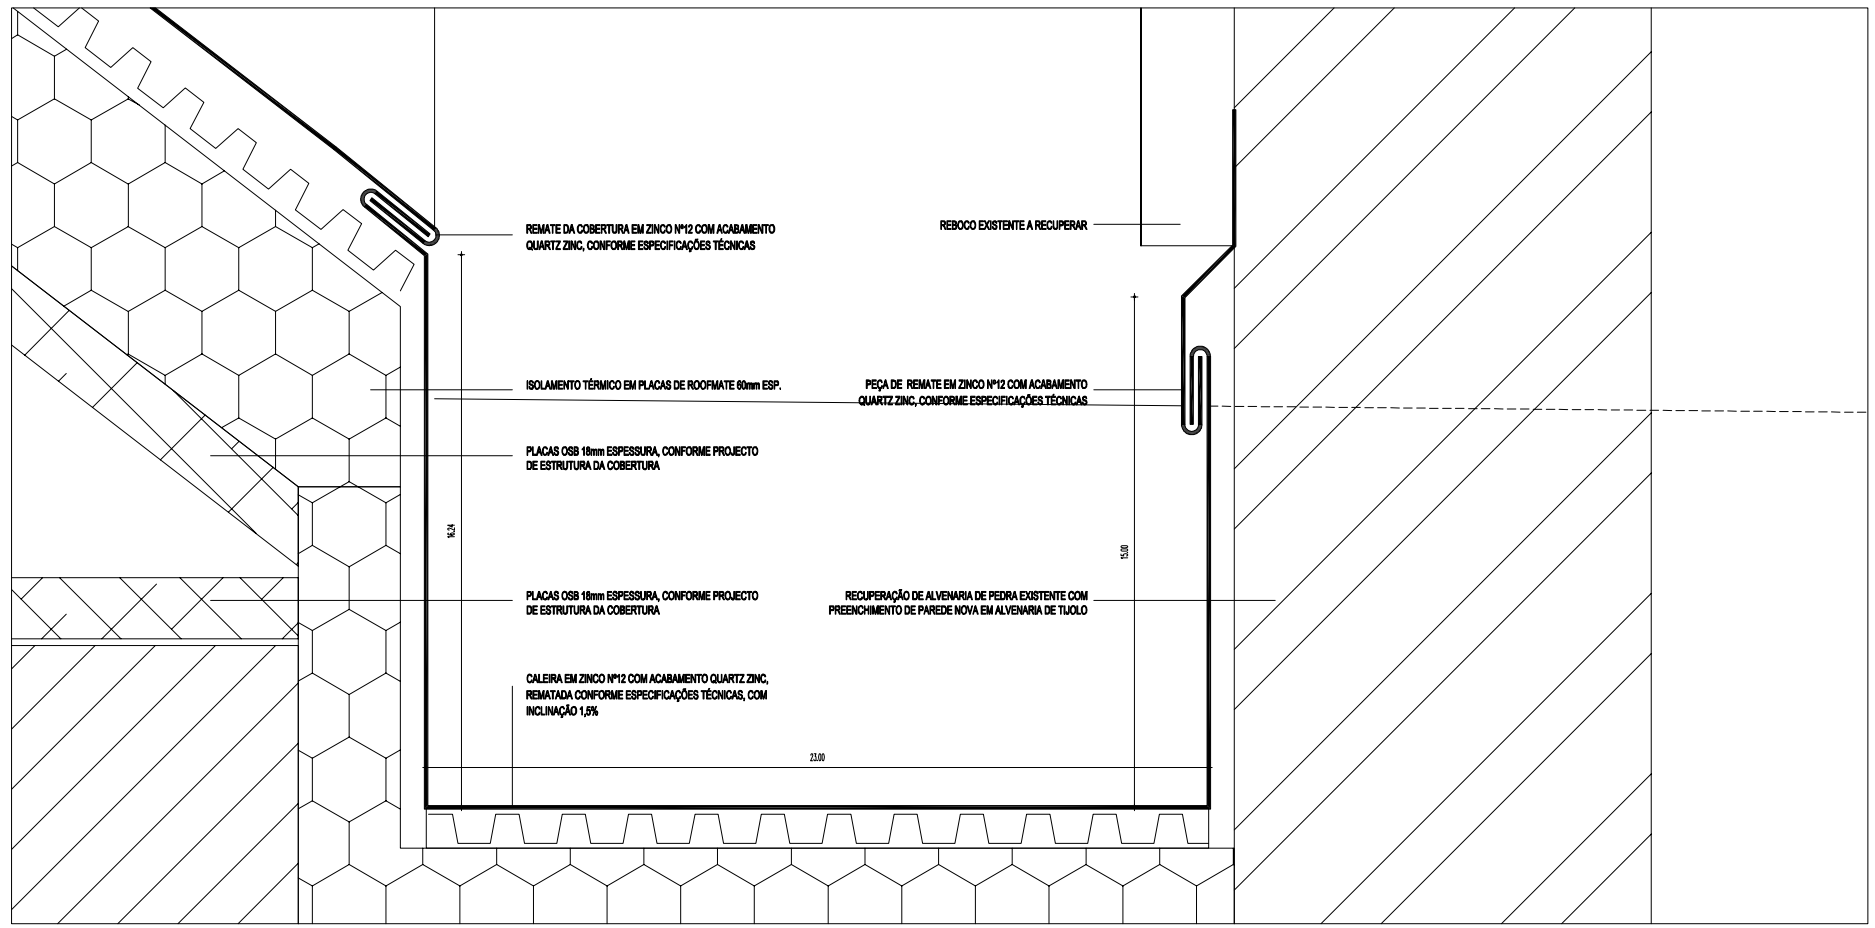 REMATE DA COBERTURA EM ZINCO Nº12 COM ACABAMENTO
QUARTZ ZINC, CONFORME ESPECIFICAÇÕES TÉCNICAS
REBOCO EXISTENTE A RECUPERAR
ISOLAMENTO TÉRMICO EM PLACAS DE ROOFMATE 60mm ESP.
PEÇA DE REMATE EM ZINCO Nº12 COM ACABAMENTO
QUARTZ ZINC, CONFORME ESPECIFICAÇÕES TÉCNICAS
PLACAS OSB 18mm ESPESSURA, CONFORME PROJECTO
DE ESTRUTURA DA COBERTURA
16.24
15.00
PLACAS OSB 18mm ESPESSURA, CONFORME PROJECTO
DE ESTRUTURA DA COBERTURA
RECUPERAÇÃO DE ALVENARIA DE PEDRA EXISTENTE COM
PREENCHIMENTO DE PAREDE NOVA EM ALVENARIA DE TIJOLO
CALEIRA EM ZINCO Nº12 COM ACABAMENTO QUARTZ ZINC,
REMATADA CONFORME ESPECIFICAÇÕES TÉCNICAS, COM
INCLINAÇÃO 1,5%
23.00